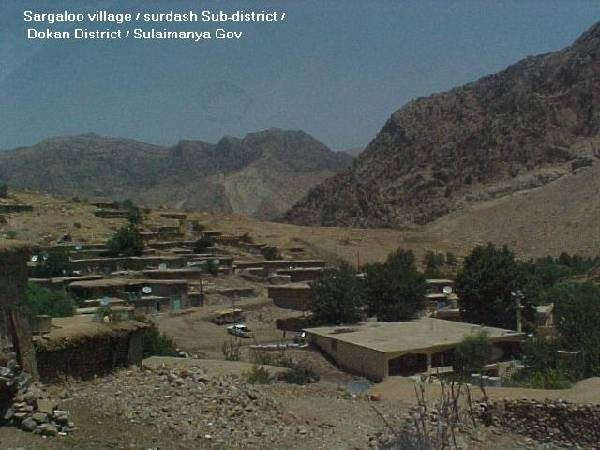 Sargaloo village / surdash Sub-district /
Dokan District / Sulaimanya Gov